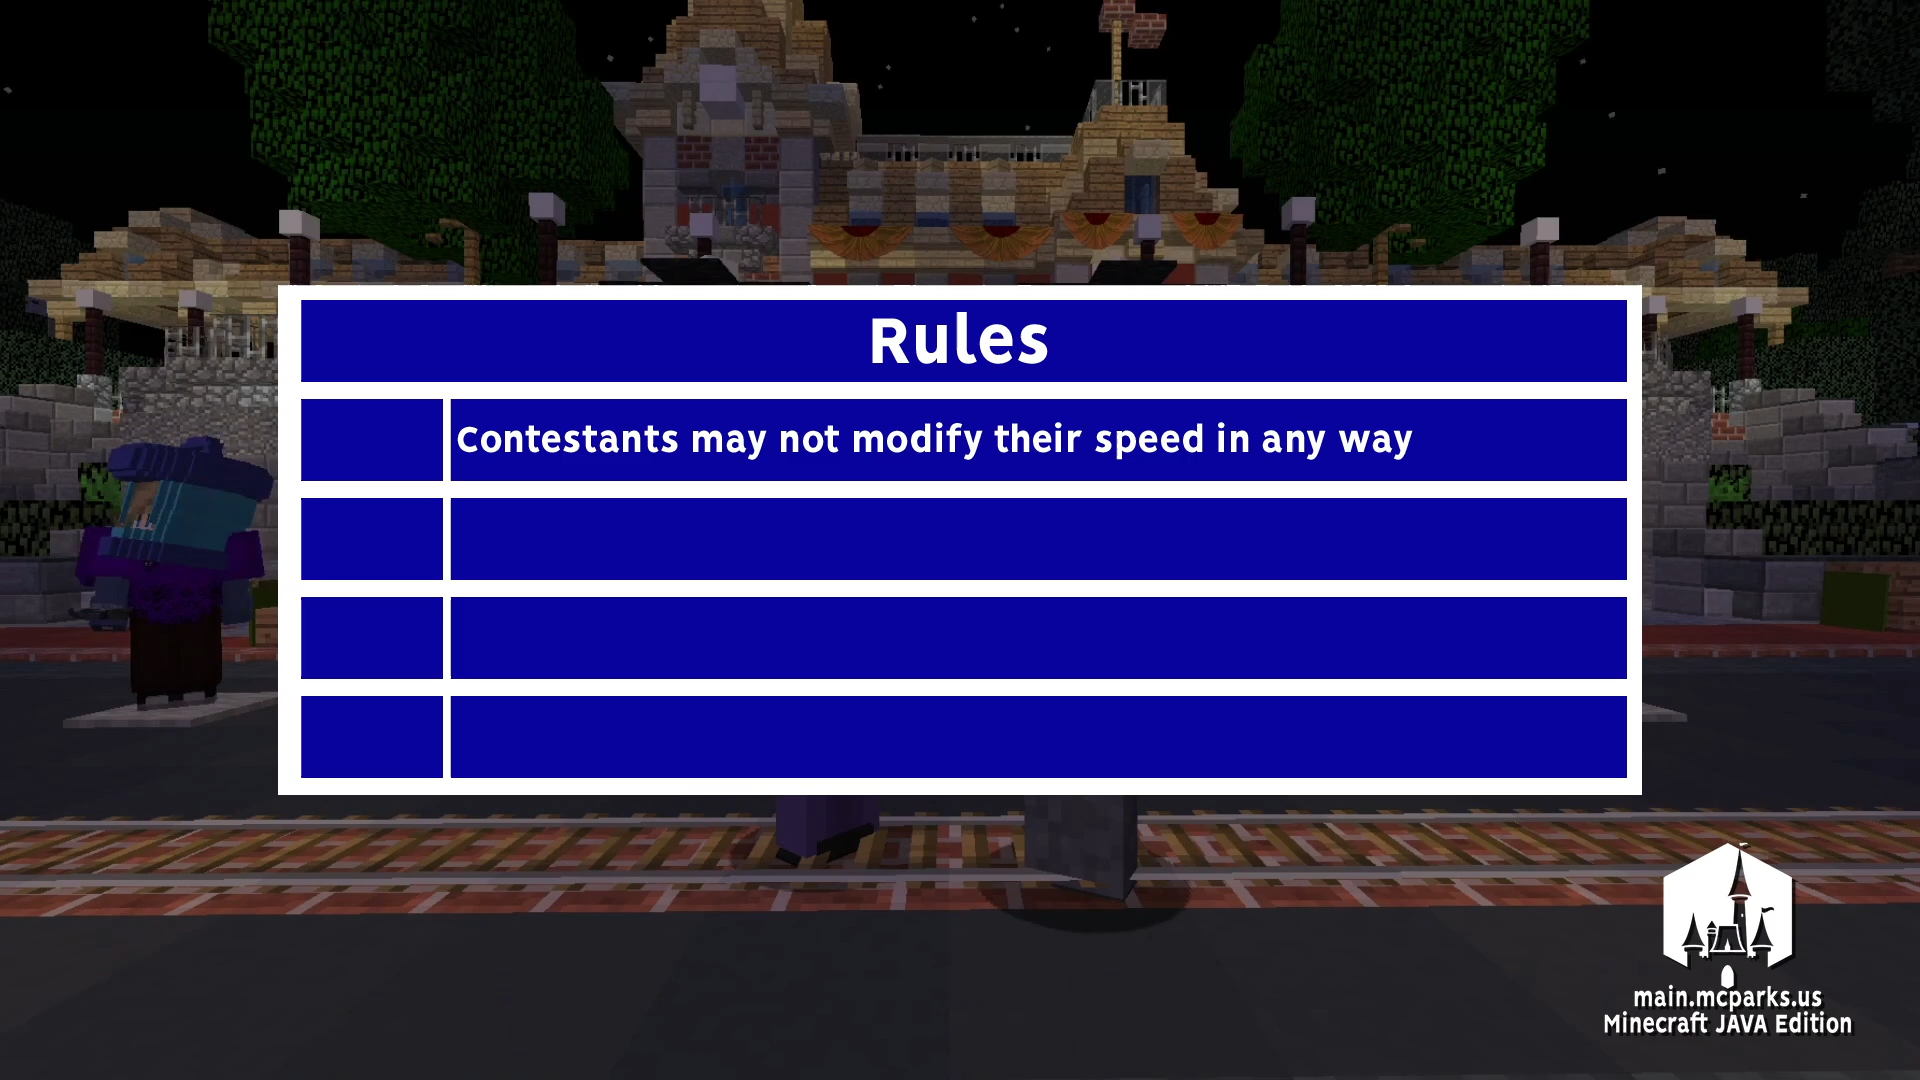 Rules
Contestants may not modify their speed in any way
main.mcparks.us
Minecraft JAVA Edition